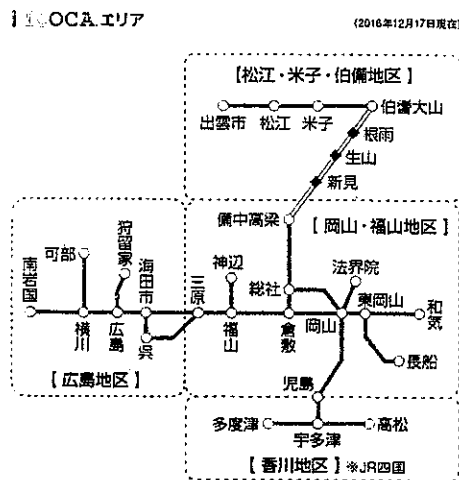 ICOCA エリア
(2016年12月17日現在)
【松江・米子・伯備地区】
出雲市
松江
米子
伯耆大山
根雨
生山
新見
備中高梁
【岡山・福山地区】
狩留家
可部
海田市
南岩国
三原
神辺
総社
法界院
東岡山
和気
横川
広島
呉
福山
倉敷
岡山
長船
【広島地区】
児島
多度津
宇多津
高松
【香川地区】※JR四国